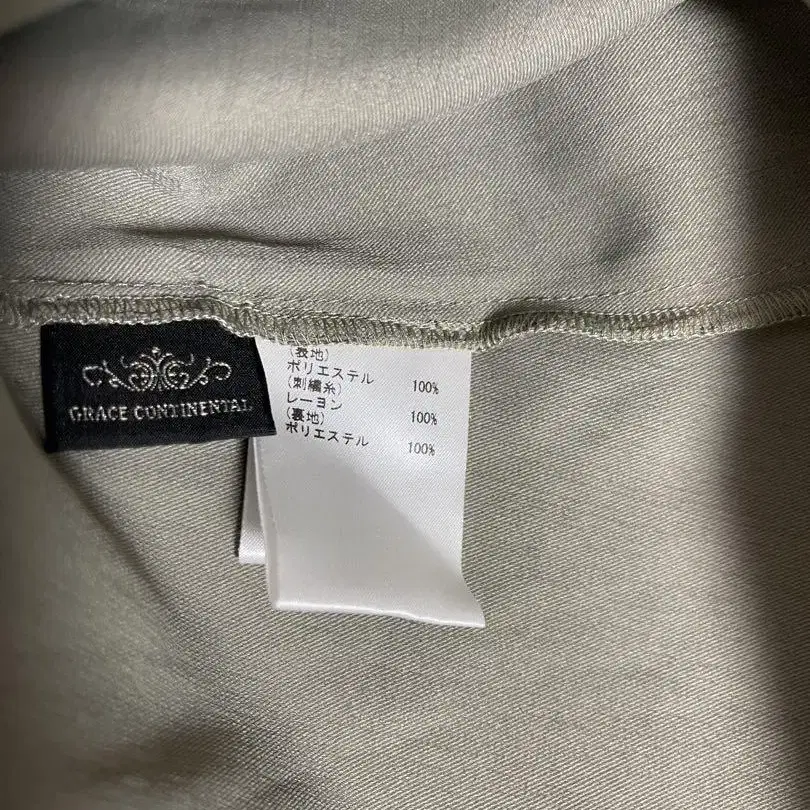 GRACE CONTINENTAL
(表地)
ポリエステル 100%
(刺繍糸)
レーヨン 100%
(裏地)
ポリエステル 100%